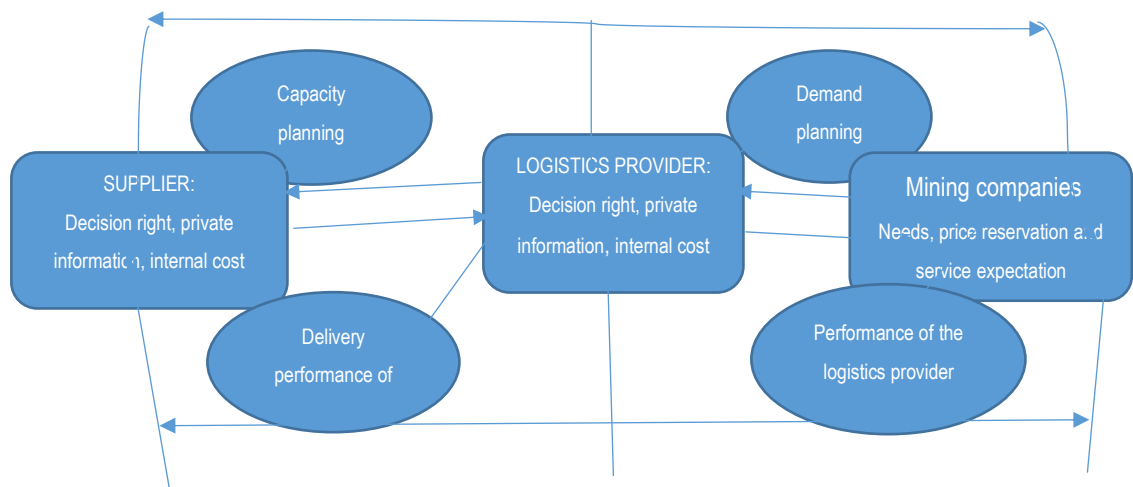 Capacity
planning
Demand
planning
SUPPLIER:
Decision right, private
information, internal cost
LOGISTICS PROVIDER:
Decision right, private
information, internal cost
Mining companies
Needs, price reservation and
service expectation
Delivery
performance of
Performance of the
logistics provider